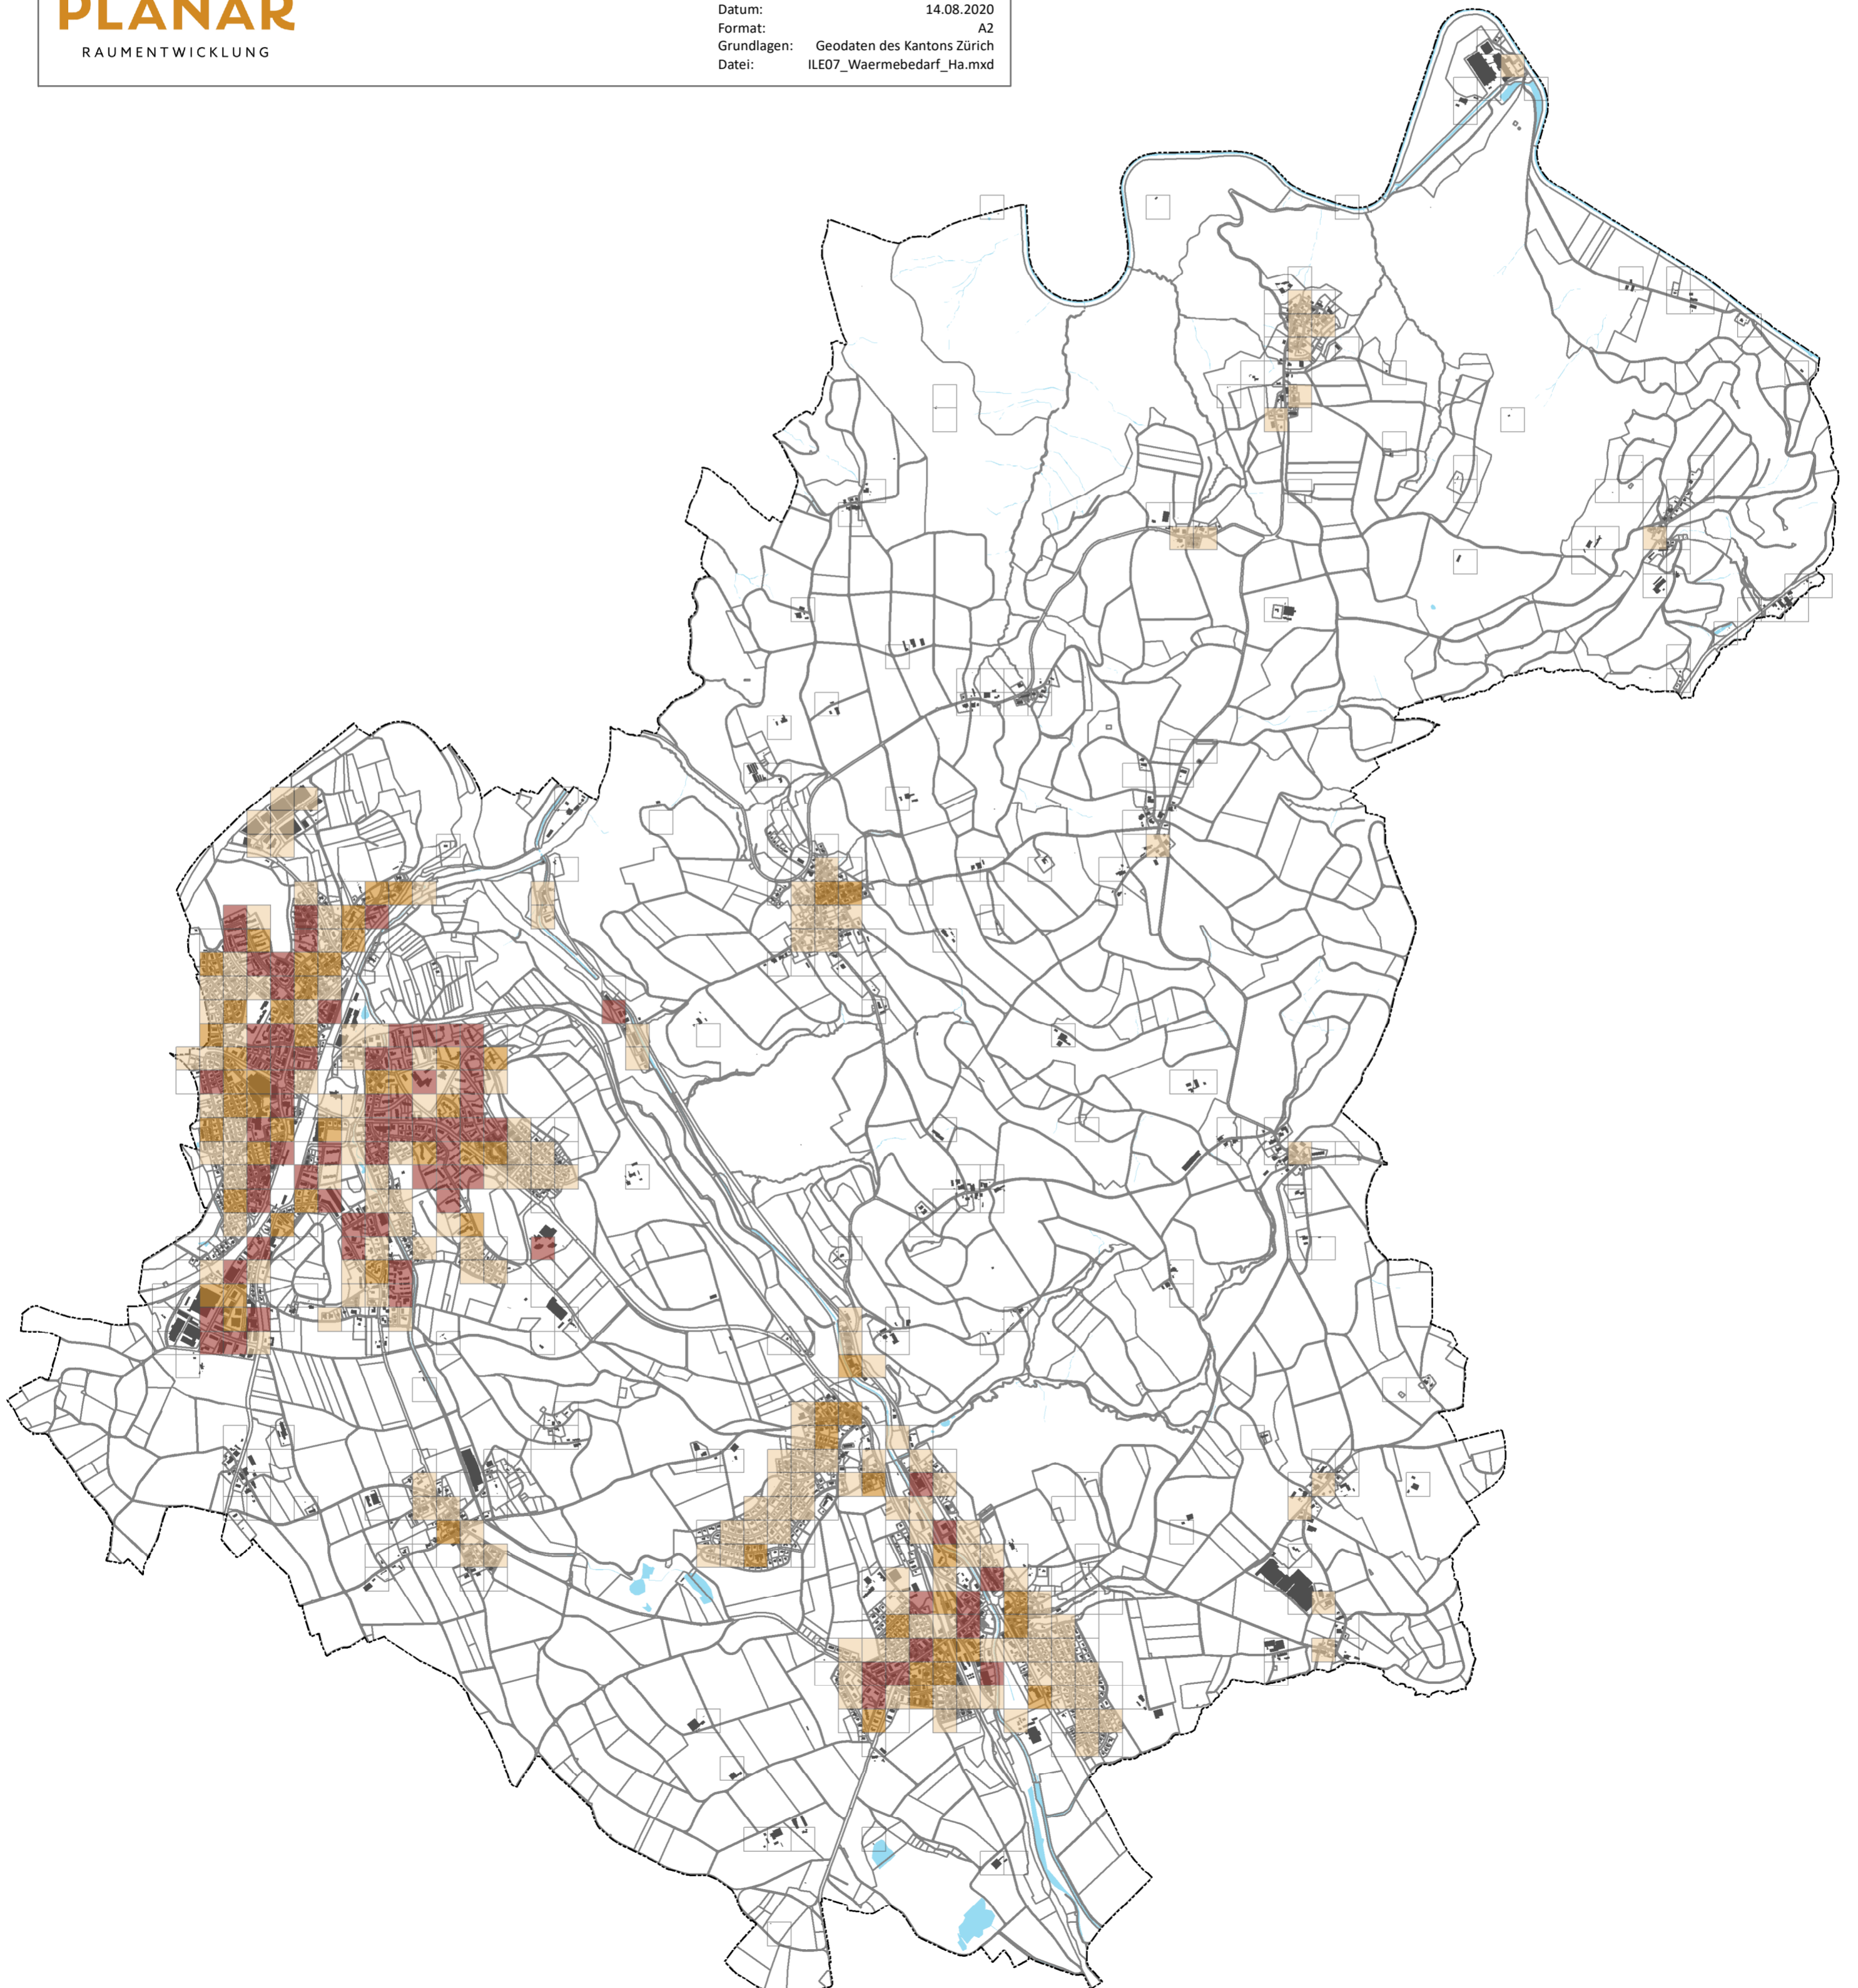 PLANAR
RAUMENTWICKLUNG
Datum: 14.08.2020
Format: A2
Grundlagen: Geodaten des Kantons Zürich
Datei: ILE07_Waermebedarf_Ha.mxd